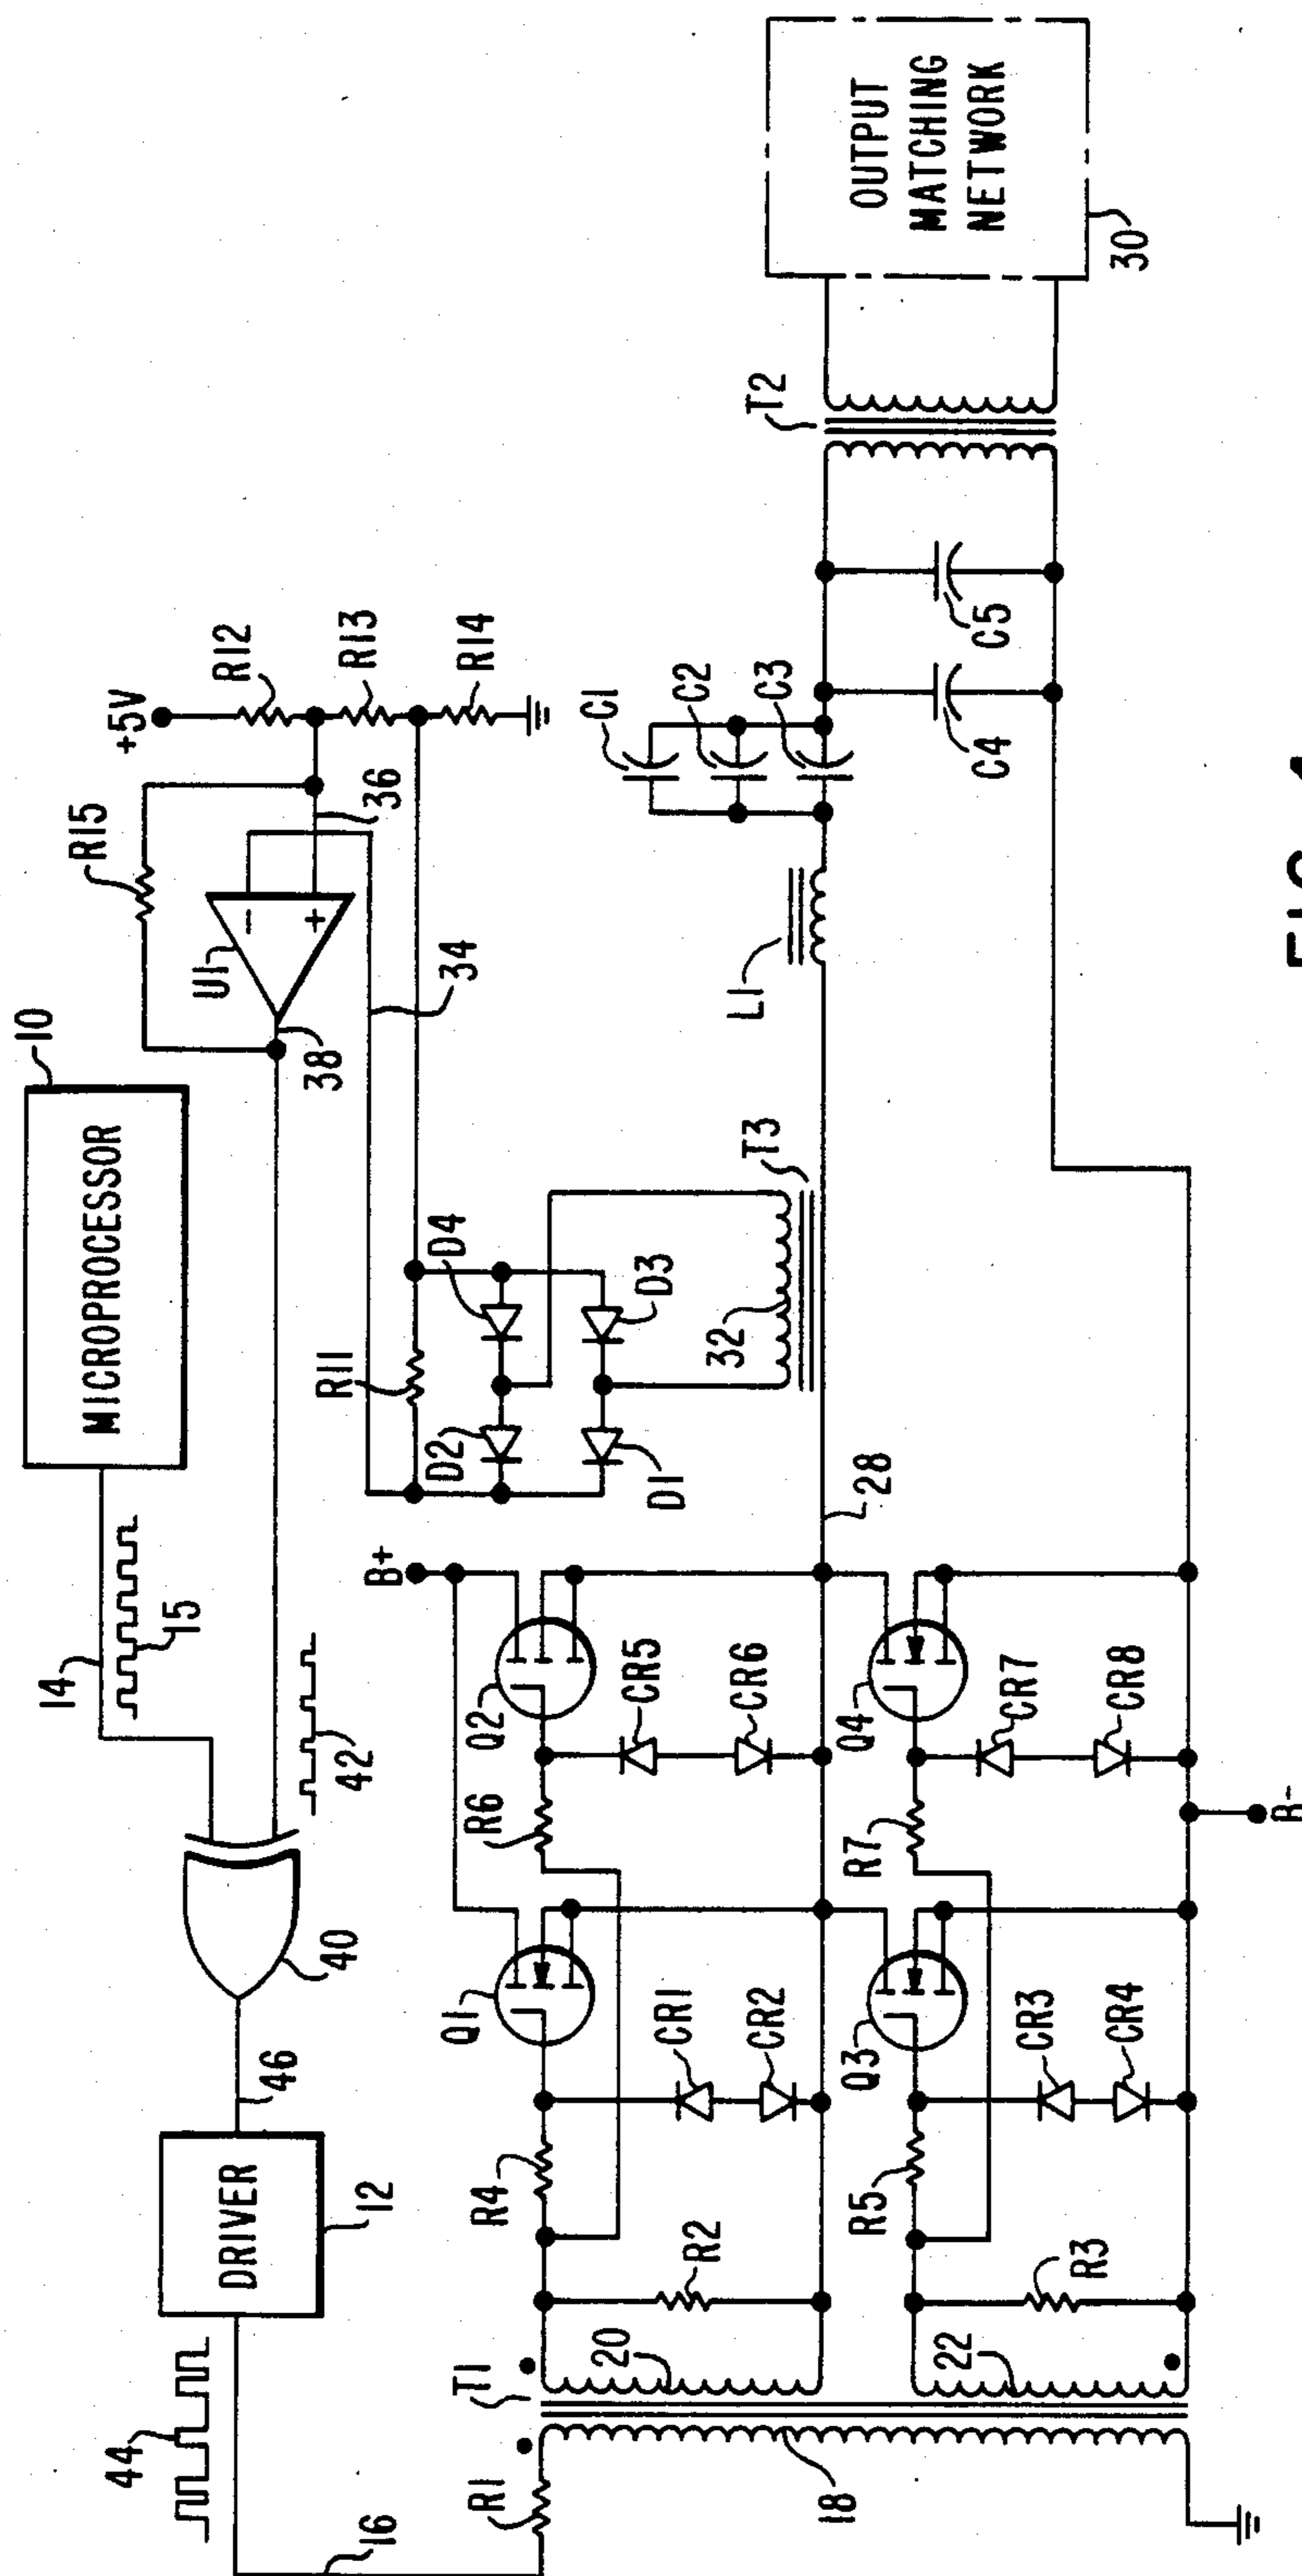 MICROPROCESSOR
10
14
15
DRIVER
12
46
40
42
44
16
R15
U1
-
+
38
36
34
+5V
R12
R13
R14
R11
D4
D2
D3
D1
32
T3
28
B+
Q2
R6
CR5
CR6
Q1
R4
CR1
CR2
R2
Q4
R7
CR7
CR8
Q3
R5
CR3
CR4
R3
B-
T1
20
22
18
R1
L1
C1
C2
C3
C4
C5
T2
OUTPUT
MATCHING
NETWORK
30